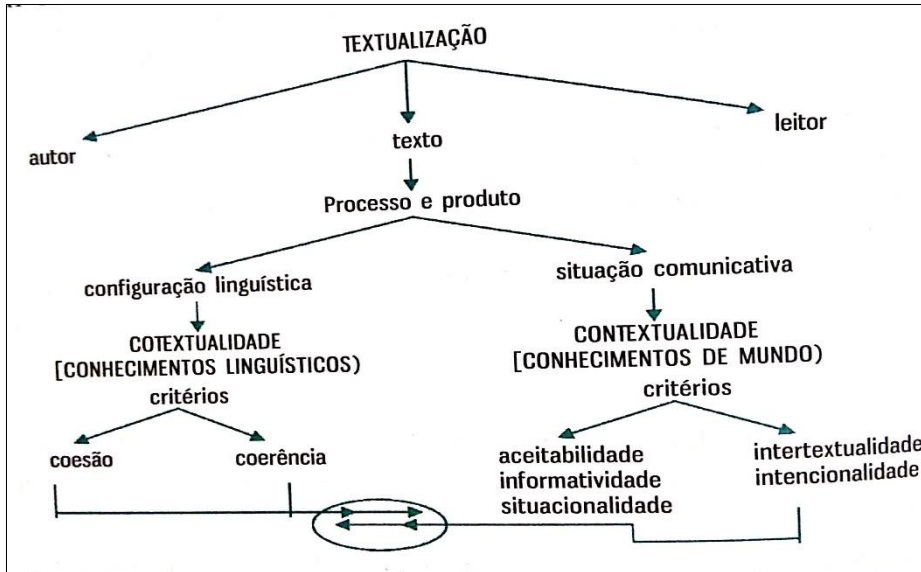 TEXTUALIZAÇÃO
autor
texto
leitor
Processo e produto
configuração linguística
situação comunicativa
COTEXTUALIDADE
[CONHECIMENTOS LINGUÍSTICOS)
critérios
CONTEXTUALIDADE
[CONHECIMENTOS DE MUNDO)
critérios
coesão
coerência
aceitabilidade
informatividade
situacionalidade
intertextualidade
intencionalidade